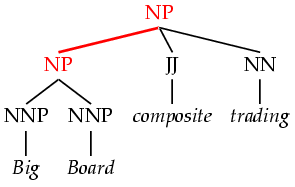 NP
NP JJ NN
NNP NNP composite trading
Big Board